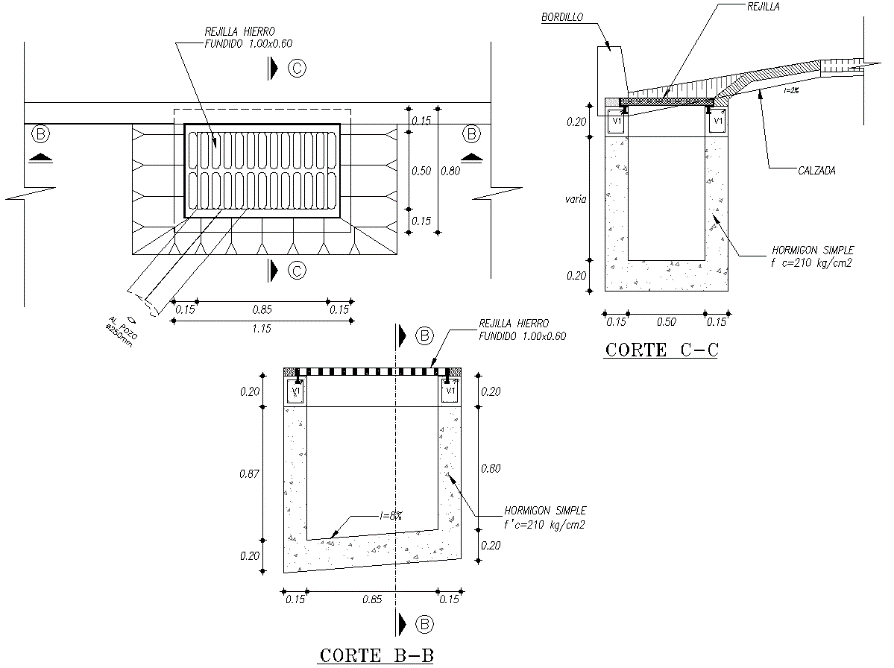 REJILLA HIERRO
FUNDIDO 1.00x0.60
C
B
B
0.15
0.50
0.80
0.15
C
0.15
0.85
0.15
1.15
AL POZO
ø250mm
BORDILLO
REJILLA
I=2%
0.20
V1
V1
CALZADA
varia
HORMIGON SIMPLE
f c=210 kg/cm2
0.20
0.15
0.50
0.15
CORTE C-C
B
REJILLA HIERRO
FUNDIDO 1.00x0.60
0.20
V1
V1
0.20
0.87
0.80
I=8%
HORMIGON SIMPLE
f'c=210 kg/cm2
0.20
0.20
0.15
0.85
0.15
B
CORTE B-B